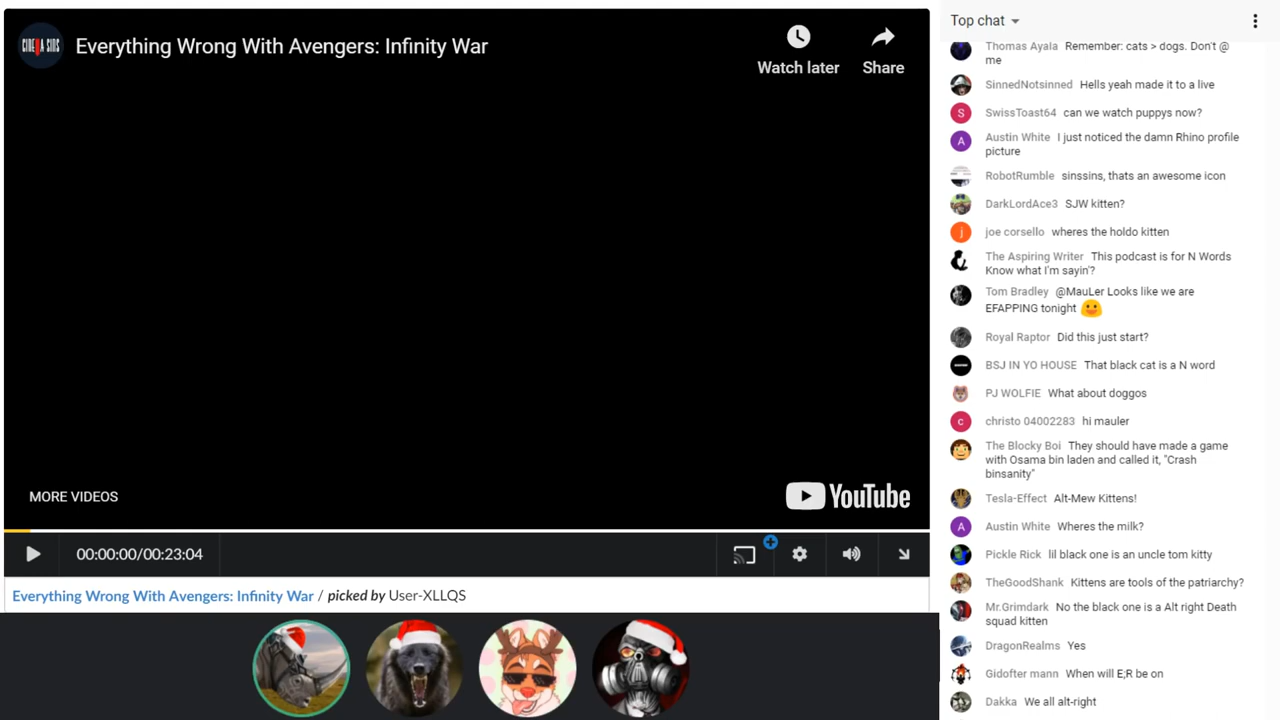 CINEMA SINS
Everything Wrong With Avengers: Infinity War
Watch later
Share
MORE VIDEOS
YouTube
00:00:00/00:23:04
Everything Wrong With Avengers: Infinity War / picked by User-XLLQS
Top chat
Thomas Ayala Remember: cats > dogs. Don't @
me
SinnedNotsinned Hells yeah made it to a live
S
SwissToast64 can we watch puppys now?
A
Austin White I just noticed the damn Rhino profile
picture
RobotRumble sinssins, thats an awesome icon
DarkLordAce3 SJW kitten?
j
joe corsello wheres the holdo kitten
The Aspiring Writer This podcast is for N Words
Know what I'm sayin'?
Tom Bradley @MauLer Looks like we are
EFAPPING tonight
Royal Raptor Did this just start?
BSJ IN YO HOUSE That black cat is a N word
PJ WOLFIE What about doggos
c
christo 04002283 hi mauler
The Blocky Boi They should have made a game
with Osama bin laden and called it, "Crash
binsanity"
Tesla-Effect Alt-Mew Kittens!
A
Austin White Wheres the milk?
Pickle Rick lil black one is an uncle tom kitty
TheGoodShank Kittens are tools of the patriarchy?
Mr.Grimdark No the black one is a Alt right Death
squad kitten
DragonRealms Yes
Gidofter mann When will E;R be on
Dakka We all alt-right